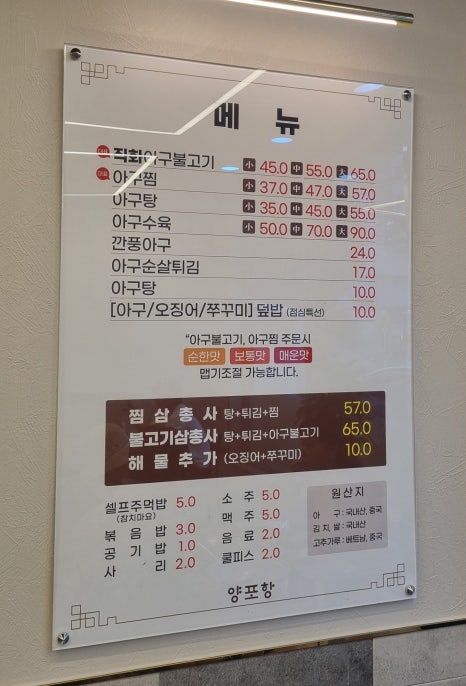 메 뉴
대표 직화아구불고기 小 45.0 中 55.0 大 65.0
대표 아구찜 小 37.0 中 47.0 大 57.0
아구탕 小 35.0 中 45.0 大 55.0
아구수육 小 50.0 中 70.0 大 90.0
깐풍아구 24.0
아구순살튀김 17.0
아구탕 10.0
[아구/오징어/쭈꾸미] 덮밥 (점심특선) 10.0
"아구불고기, 아구찜 주문시
순한맛 보통맛 매운맛
맵기조절 가능합니다.
찜 삼 총 사 탕+튀김+찜 57.0
불고기삼총사 탕+튀김+아구불고기 65.0
해 물 추 가 (오징어+쭈꾸미) 10.0
셀프주먹밥 5.0
(참치마요)
볶 음 밥 3.0
공 기 밥 1.0
사 리 2.0
소 주 5.0
맥 주 5.0
음 료 2.0
쿨피스 2.0
원산지
아 구 : 국내산, 중국
김 치, 쌀 : 국내산
고추가루 : 베트남, 중국
양포항